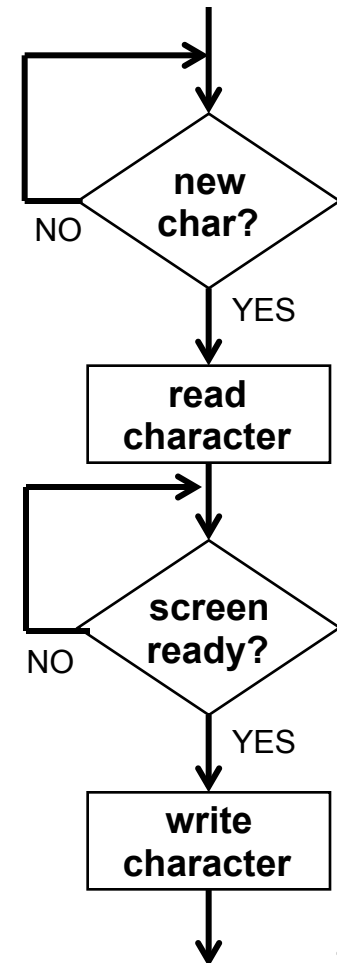 new
char?
NO
YES
read
character
screen
ready?
NO
YES
write
character